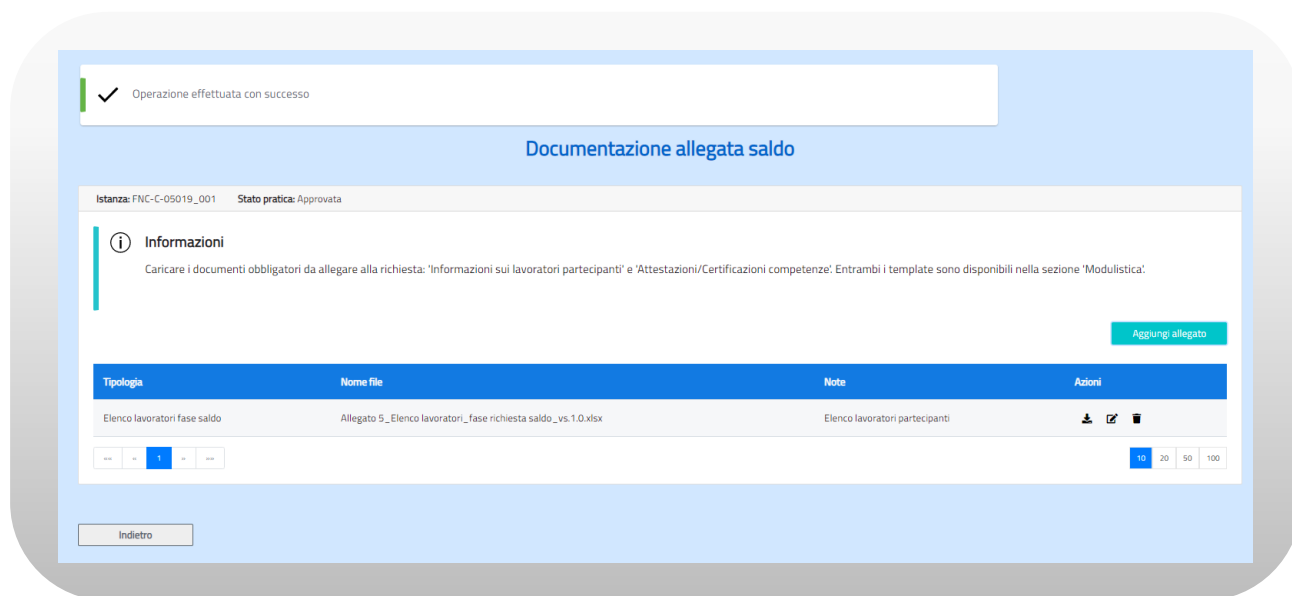 Operazione effettuata con successo
Documentazione allegata saldo
Istanza: FNC-C-05019_001 Stato pratica: Approvata
Informazioni
Caricare i documenti obbligatori da allegare alla richiesta: 'Informazioni sui lavoratori partecipanti' e 'Attestazioni/Certificazioni competenze'. Entrambi i template sono disponibili nella sezione 'Modulistica'.
Aggiungi allegato
Tipologia Nome file Note Azioni
Elenco lavoratori fase saldo Allegato 5_Elenco lavoratori_fase richiesta saldo_vs.1.0.xlsx Elenco lavoratori partecipanti
«« « 1 » »» 10 20 50 100
Indietro